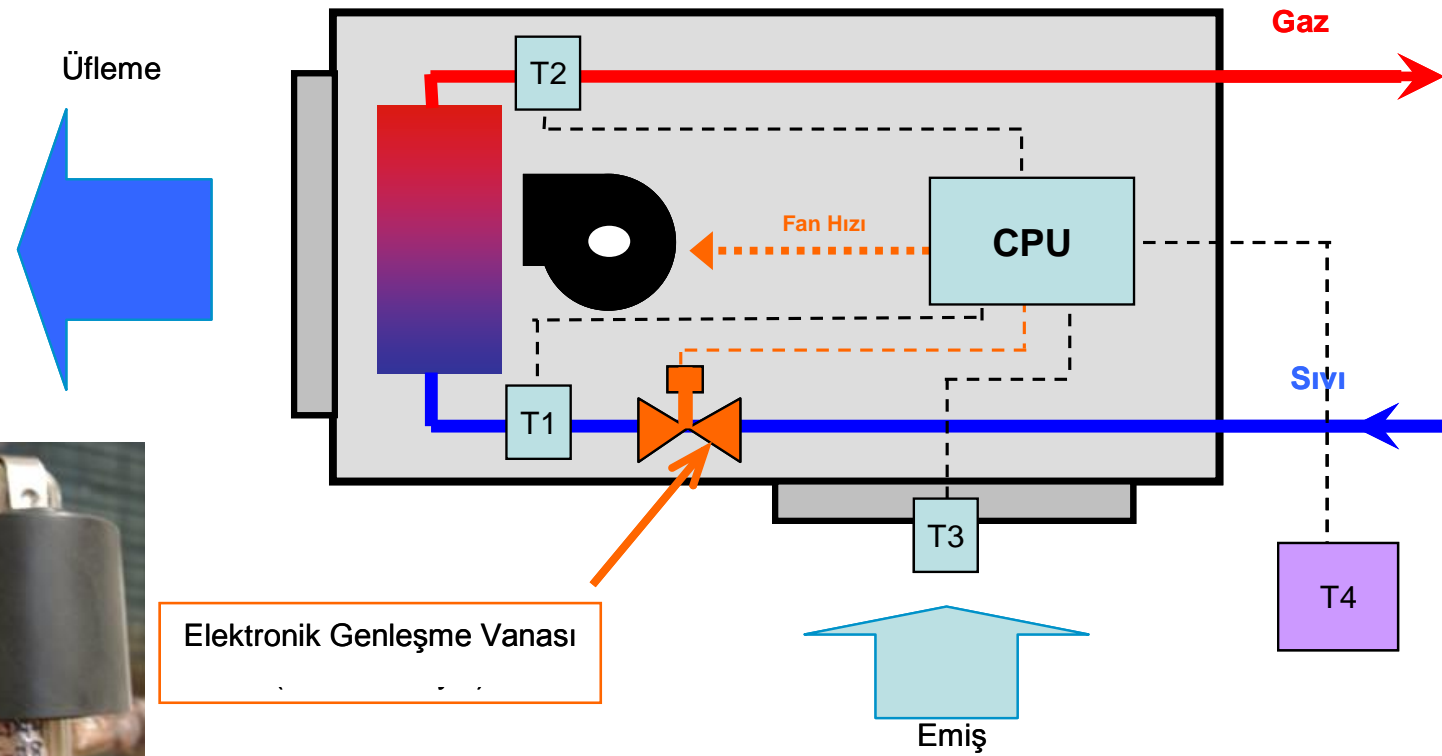 Gaz
Üfleme
T2
Fan Hızı
CPU
Sıvı
T1
T3
T4
Elektronik Genleşme Vanası
Emiş